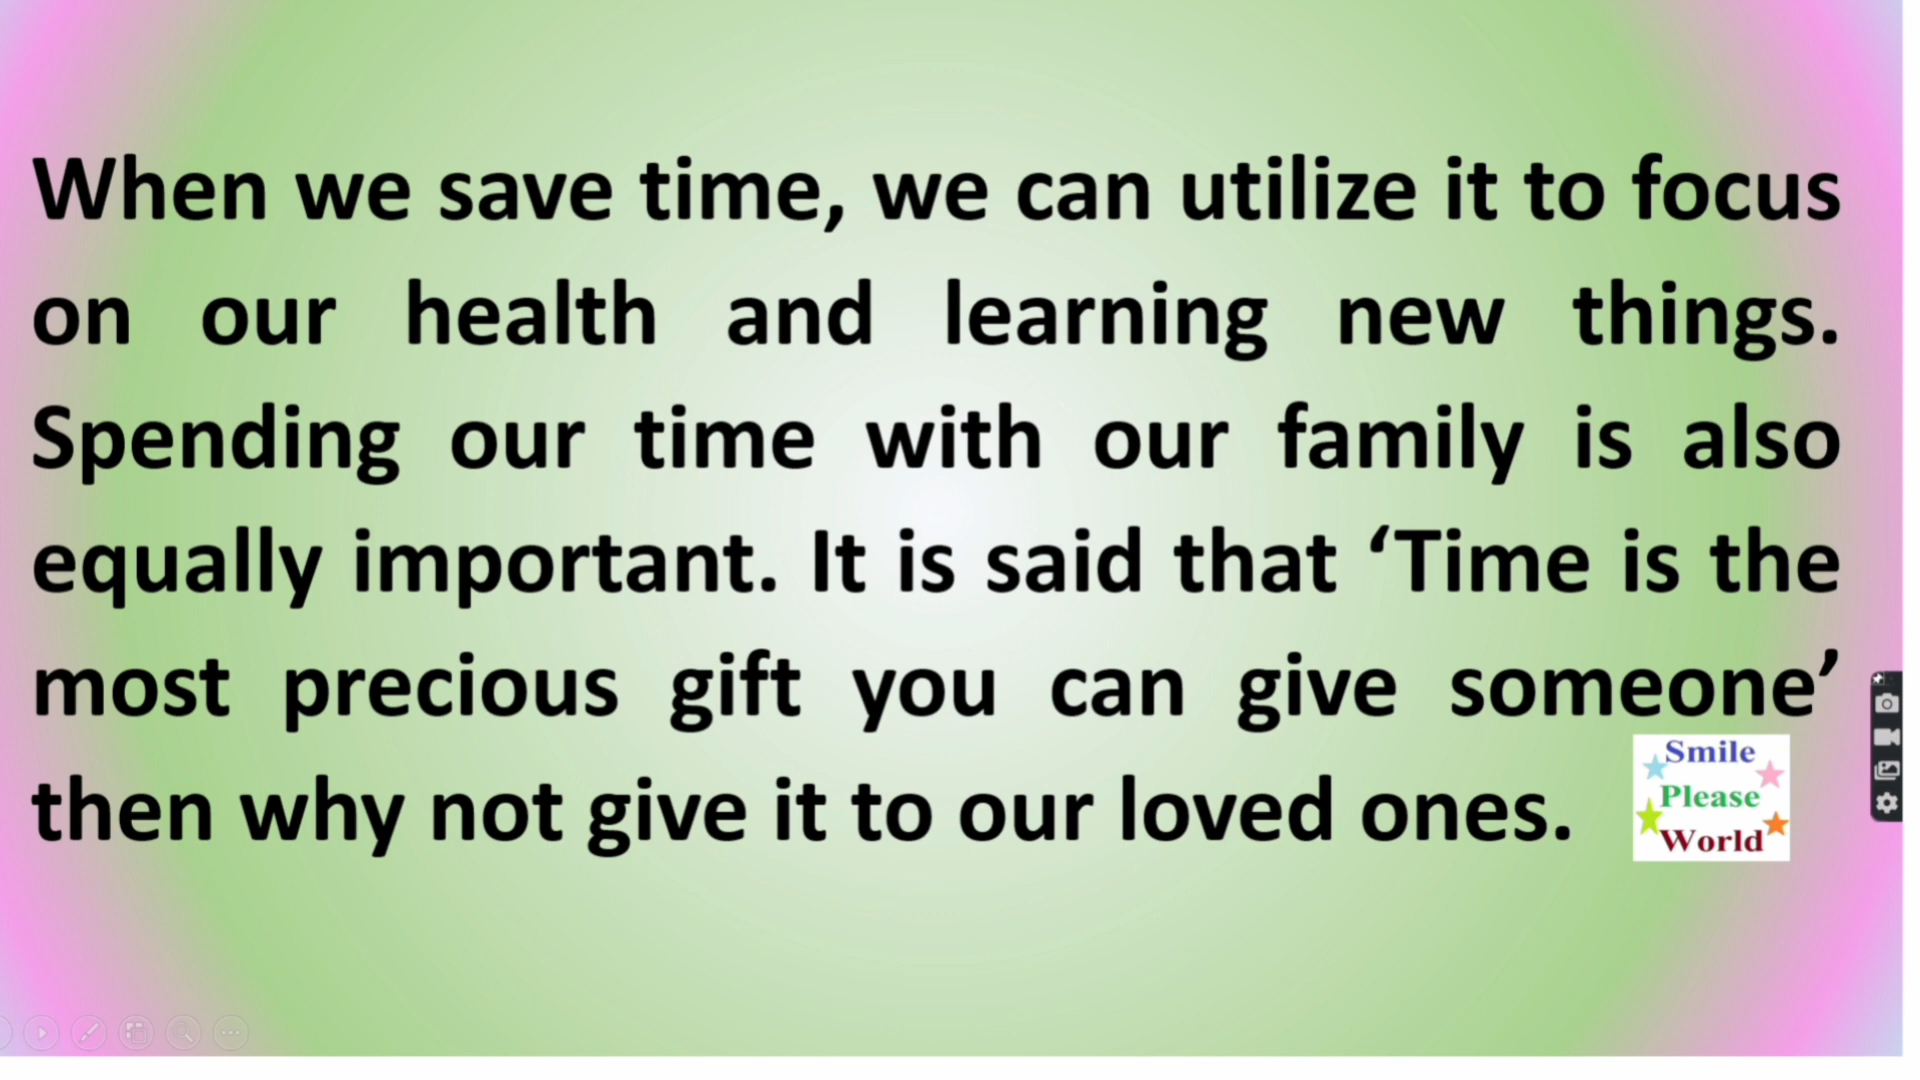 When we save time, we can utilize it to focus
on our health and learning new things.
Spending our time with our family is also
equally important. It is said that ‘Time is the
most precious gift you can give someone’
then why not give it to our loved ones.
Smile
Please
World